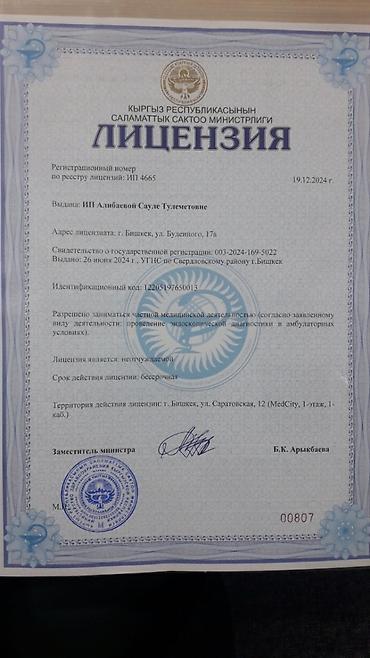 КЫРГЫЗ РЕСПУБЛИКАСЫНЫН
САЛАМАТТЫК САКТОО МИНИСТРЛИГИ
ЛИЦЕНЗИЯ
Регистрационный номер
по реестру лицензий: ИП 4665
19.12.2024 г.
Выдана: ИП Алибаевой Сауле Тулеметовне
Адрес лицензиата: г. Бишкек, ул. Буденного, 17а
Свидетельство о государственной регистрации: 003-2024-169-5022
Выдано: 26 июня 2024 г., УГНС по Свердловскому району г.Бишкек
Идентификационный код: 12205197650013
Разрешено заниматься частной медицинской деятельностью (согласно заявленному
виду деятельности: проведение эндоскопической диагностики в амбулаторных
условиях).
Лицензия является: неотчуждаемой
Срок действия лицензии: бессрочная
Территория действия лицензии: г. Бишкек, ул. Саратовская, 12 (MedCity, 1-этаж, 1-
каб.)
Заместитель министра
Б.К. Арыкбаева
М.П.
00807